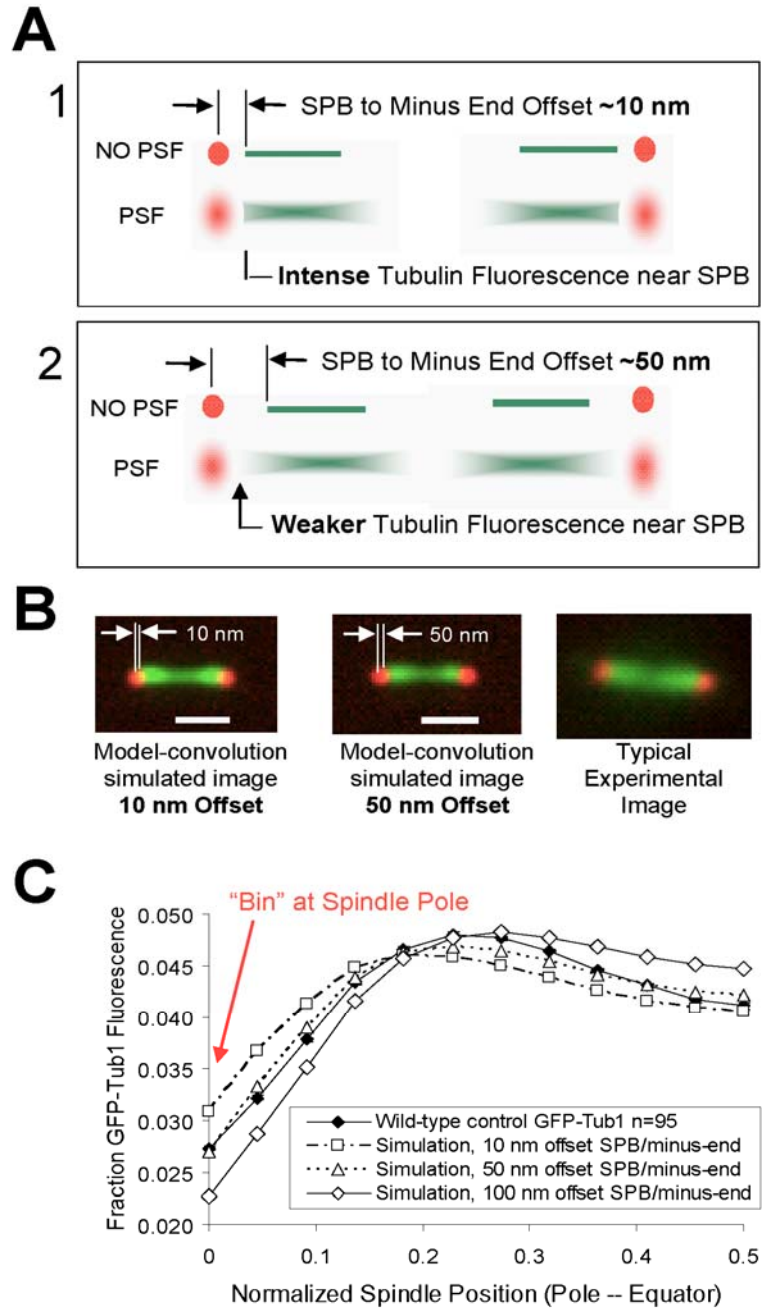 A
1
SPB to Minus End Offset ~10 nm
NO PSF
PSF
Intense Tubulin Fluorescence near SPB
2
SPB to Minus End Offset ~50 nm
NO PSF
PSF
Weaker Tubulin Fluorescence near SPB
B
10 nm
50 nm
Model-convolution
simulated image
10 nm Offset
Model-convolution
simulated image
50 nm Offset
Typical
Experimental
Image
C
"Bin" at Spindle Pole
Fraction GFP-Tub1 Fluorescence
0.050
0.045
0.040
0.035
0.030
0.025
0.020
Wild-type control GFP-Tub1 n=95
Simulation, 10 nm offset SPB/minus-end
Simulation, 50 nm offset SPB/minus-end
Simulation, 100 nm offset SPB/minus-end
0 0.1 0.2 0.3 0.4 0.5
Normalized Spindle Position (Pole -- Equator)